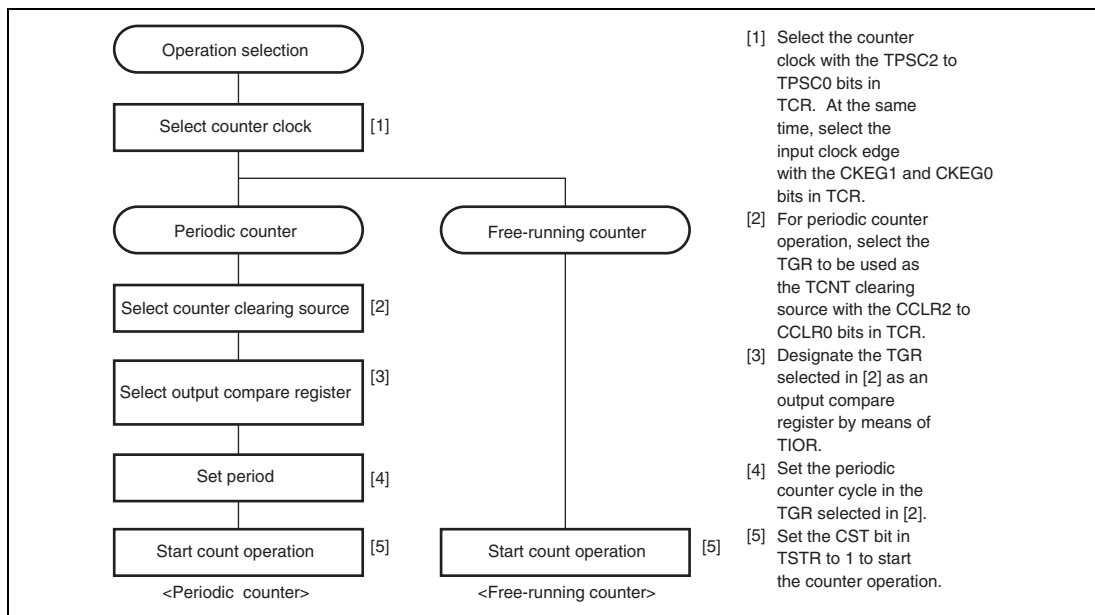 Operation selection
Select counter clock
[1]
Periodic counter
Free-running counter
Select counter clearing source
[2]
Select output compare register
[3]
Set period
[4]
Start count operation
[5]
Start count operation
[5]
<Periodic counter>
<Free-running counter>
[1] Select the counter
clock with the TPSC2 to
TPSC0 bits in
TCR. At the same
time, select the
input clock edge
with the CKEG1 and CKEG0
bits in TCR.
[2] For periodic counter
operation, select the
TGR to be used as
the TCNT clearing
source with the CCLR2 to
CCLR0 bits in TCR.
[3] Designate the TGR
selected in [2] as an
output compare
register by means of
TIOR.
[4] Set the periodic
counter cycle in the
TGR selected in [2].
[5] Set the CST bit in
TSTR to 1 to start
the counter operation.